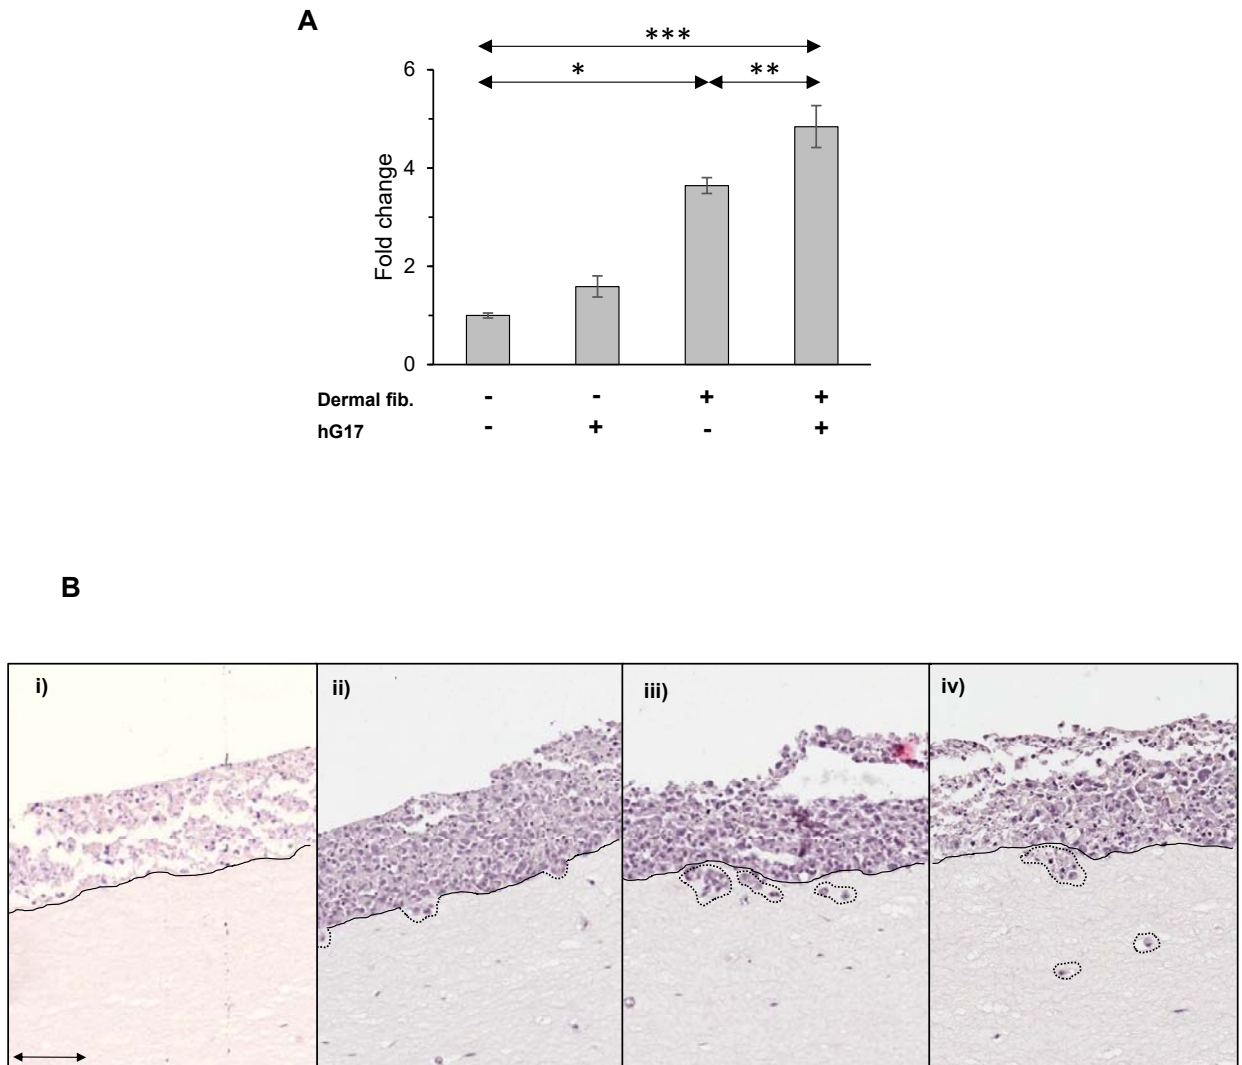 A
***
* **
6
4
2
0
Fold change
Dermal fib. - - + +
hG17 - + - +
B
i) ii) iii) iv)